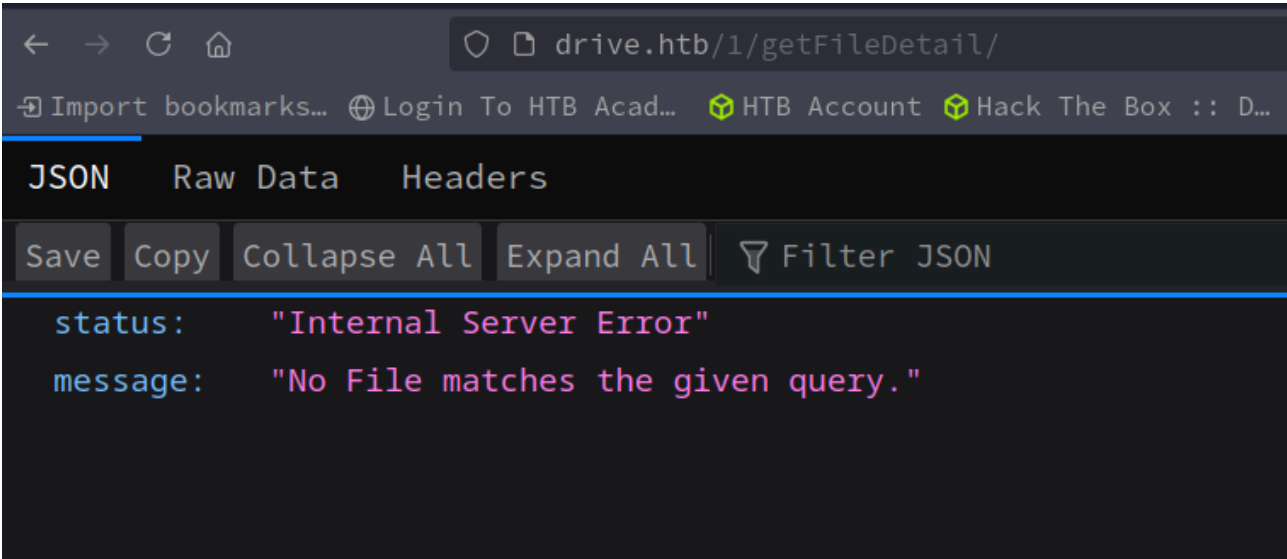 drive.htb/1/getFileDetail/
Import bookmarks… Login To HTB Acad… HTB Account Hack The Box :: D…
JSON Raw Data Headers
Save Copy Collapse All Expand All Filter JSON
status: "Internal Server Error"
message: "No File matches the given query."